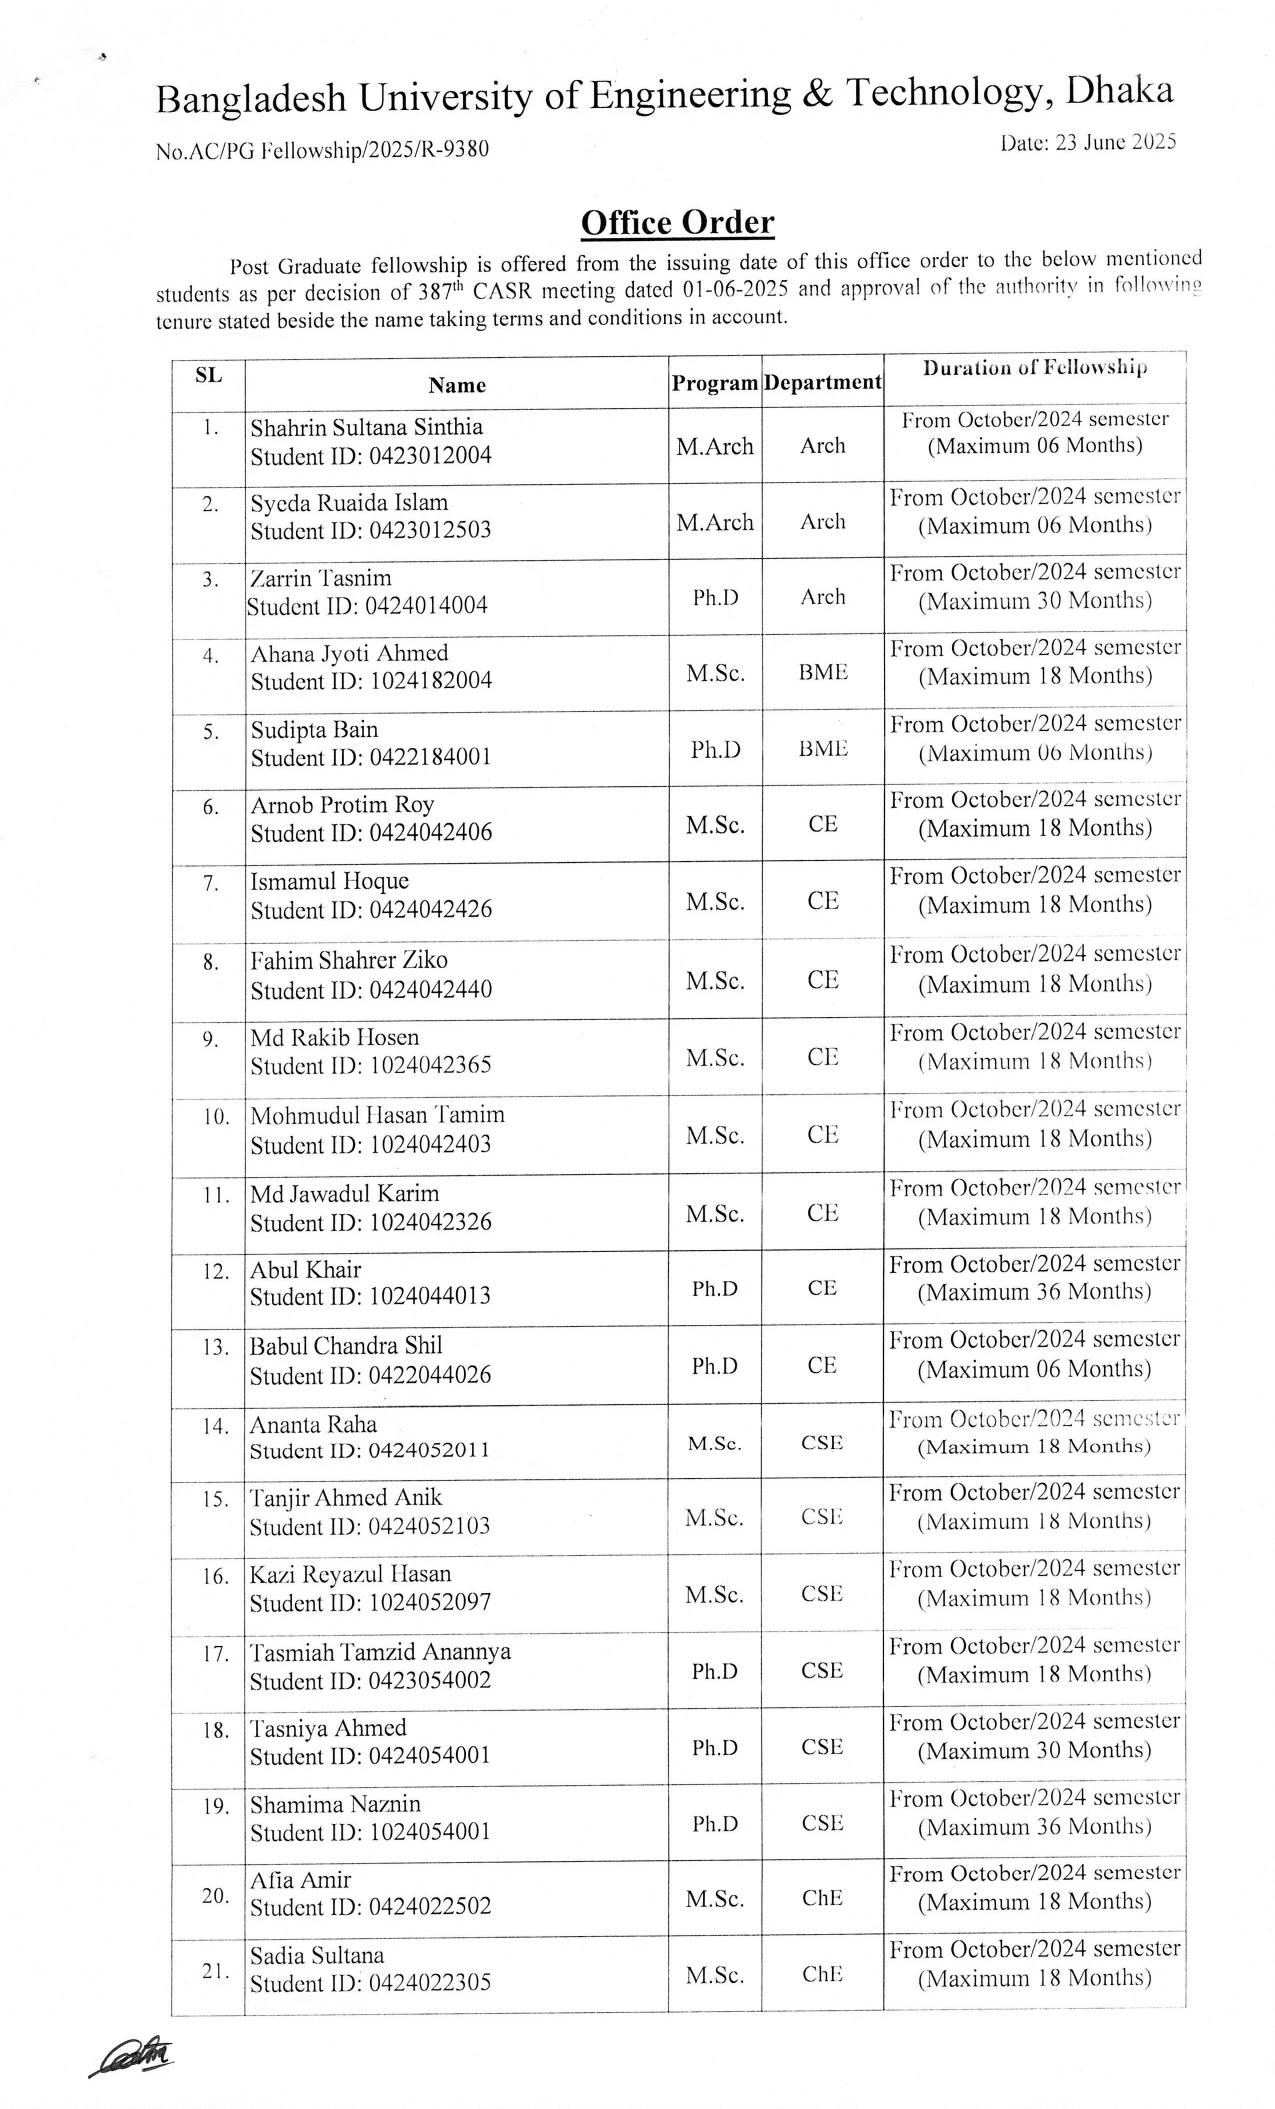 Bangladesh University of Engineering & Technology, Dhaka
No.AC/PG Fellowship/2025/R-9380 Date: 23 June 2025
Office Order
Post Graduate fellowship is offered from the issuing date of this office order to the below mentioned
students as per decision of 387th CASR meeting dated 01-06-2025 and approval of the authority in following
tenure stated beside the name taking terms and conditions in account.
SL Name Program Department Duration of Fellowship
1. Shahrin Sultana Sinthia
Student ID: 0423012004 M.Arch Arch From October/2024 semester
(Maximum 06 Months)
2. Syeda Ruaida Islam
Student ID: 0423012503 M.Arch Arch From October/2024 semester
(Maximum 06 Months)
3. Zarrin Tasnim
Student ID: 0424014004 Ph.D Arch From October/2024 semester
(Maximum 30 Months)
4. Ahana Jyoti Ahmed
Student ID: 1024182004 M.Sc. BME From October/2024 semester
(Maximum 18 Months)
5. Sudipta Bain
Student ID: 0422184001 Ph.D BME From October/2024 semester
(Maximum 06 Months)
6. Arnob Protim Roy
Student ID: 0424042406 M.Sc. CE From October/2024 semester
(Maximum 18 Months)
7. Ismamul Hoque
Student ID: 0424042426 M.Sc. CE From October/2024 semester
(Maximum 18 Months)
8. Fahim Shahrer Ziko
Student ID: 0424042440 M.Sc. CE From October/2024 semester
(Maximum 18 Months)
9. Md Rakib Hosen
Student ID: 1024042365 M.Sc. CE From October/2024 semester
(Maximum 18 Months)
10. Mohmudul Hasan Tamim
Student ID: 1024042403 M.Sc. CE From October/2024 semester
(Maximum 18 Months)
11. Md Jawadul Karim
Student ID: 1024042326 M.Sc. CE From October/2024 semester
(Maximum 18 Months)
12. Abul Khair
Student ID: 1024044013 Ph.D CE From October/2024 semester
(Maximum 36 Months)
13. Babul Chandra Shil
Student ID: 0422044026 Ph.D CE From October/2024 semester
(Maximum 06 Months)
14. Ananta Raha
Student ID: 0424052011 M.Sc. CSE From October/2024 semester
(Maximum 18 Months)
15. Tanjir Ahmed Anik
Student ID: 0424052103 M.Sc. CSE From October/2024 semester
(Maximum 18 Months)
16. Kazi Reyazul Hasan
Student ID: 1024052097 M.Sc. CSE From October/2024 semester
(Maximum 18 Months)
17. Tasmiah Tamzid Anannya
Student ID: 0423054002 Ph.D CSE From October/2024 semester
(Maximum 18 Months)
18. Tasniya Ahmed
Student ID: 0424054001 Ph.D CSE From October/2024 semester
(Maximum 30 Months)
19. Shamima Naznin
Student ID: 1024054001 Ph.D CSE From October/2024 semester
(Maximum 36 Months)
20. Afia Amir
Student ID: 0424022502 M.Sc. ChE From October/2024 semester
(Maximum 18 Months)
21. Sadia Sultana
Student ID: 0424022305 M.Sc. ChE From October/2024 semester
(Maximum 18 Months)